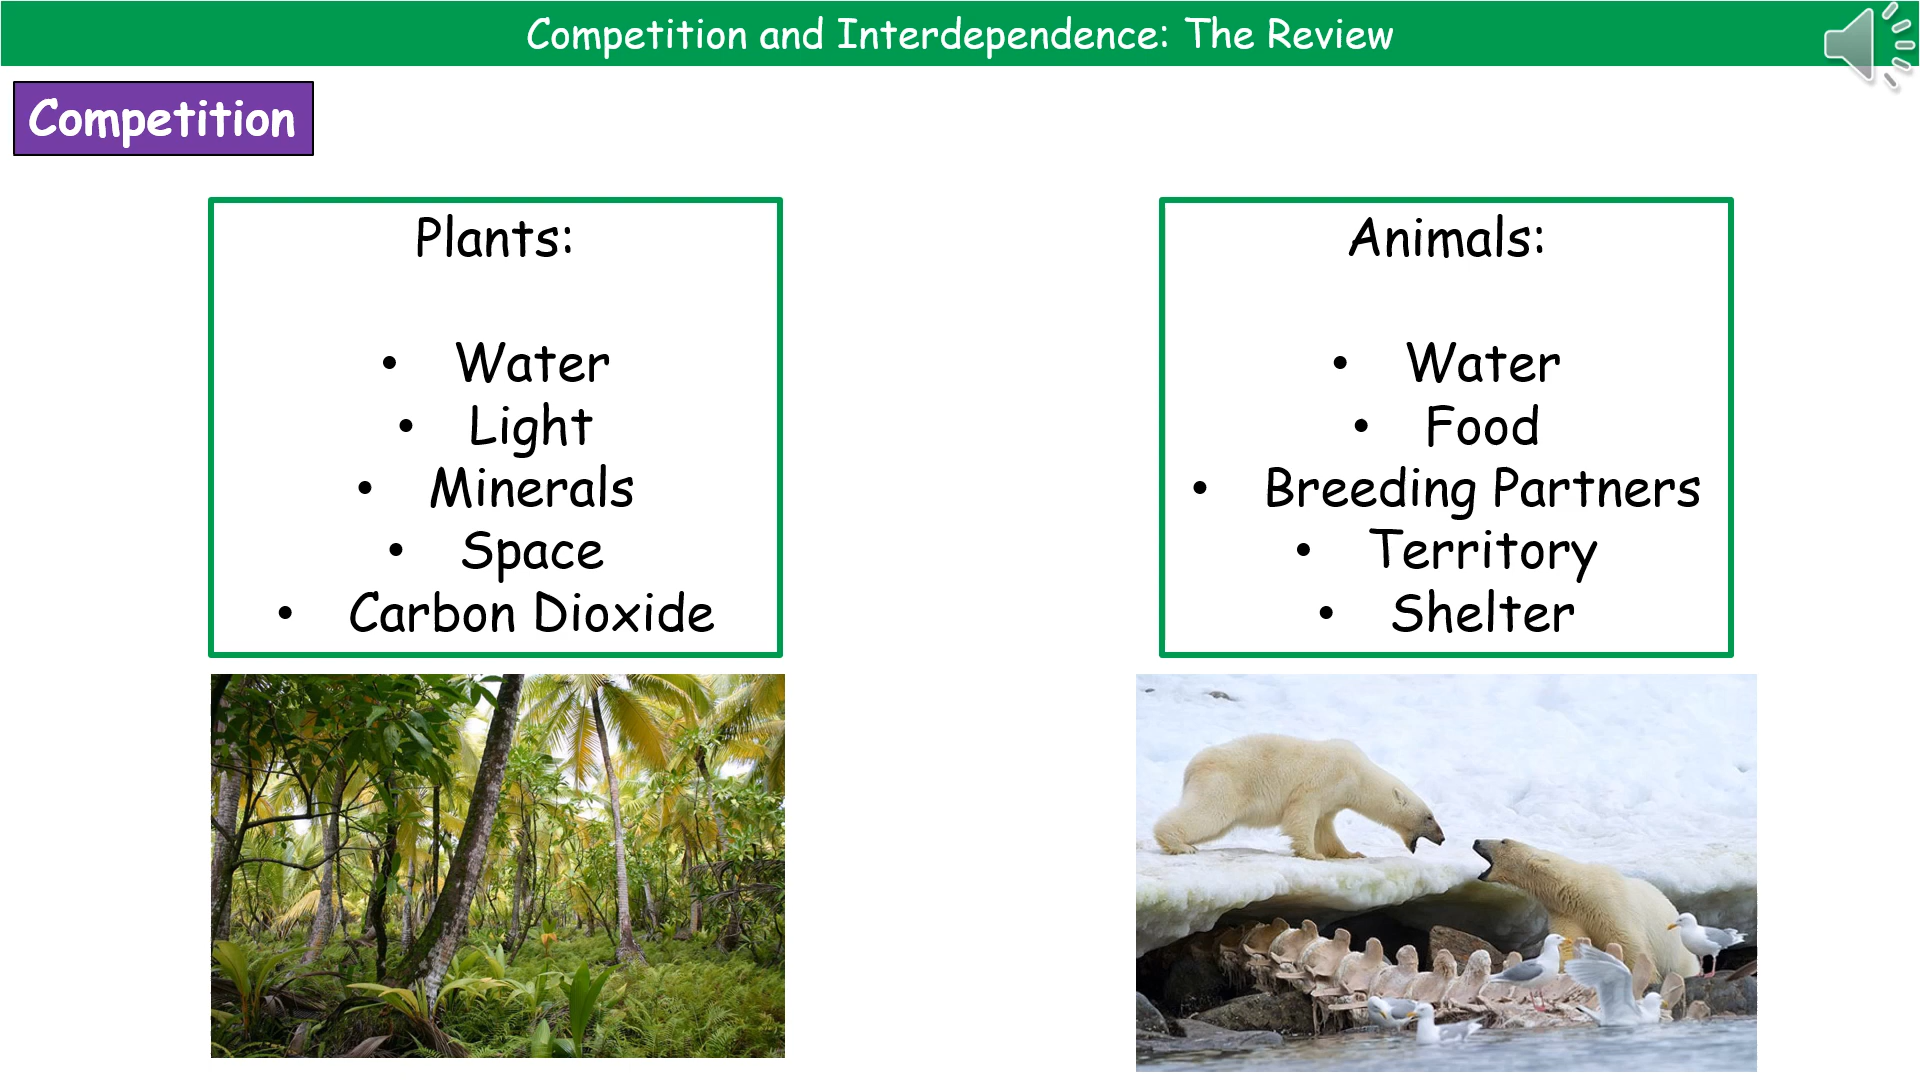 Competition and Interdependence: The Review
Competition
Plants:
• Water
• Light
• Minerals
• Space
• Carbon Dioxide
Animals:
• Water
• Food
• Breeding Partners
• Territory
• Shelter